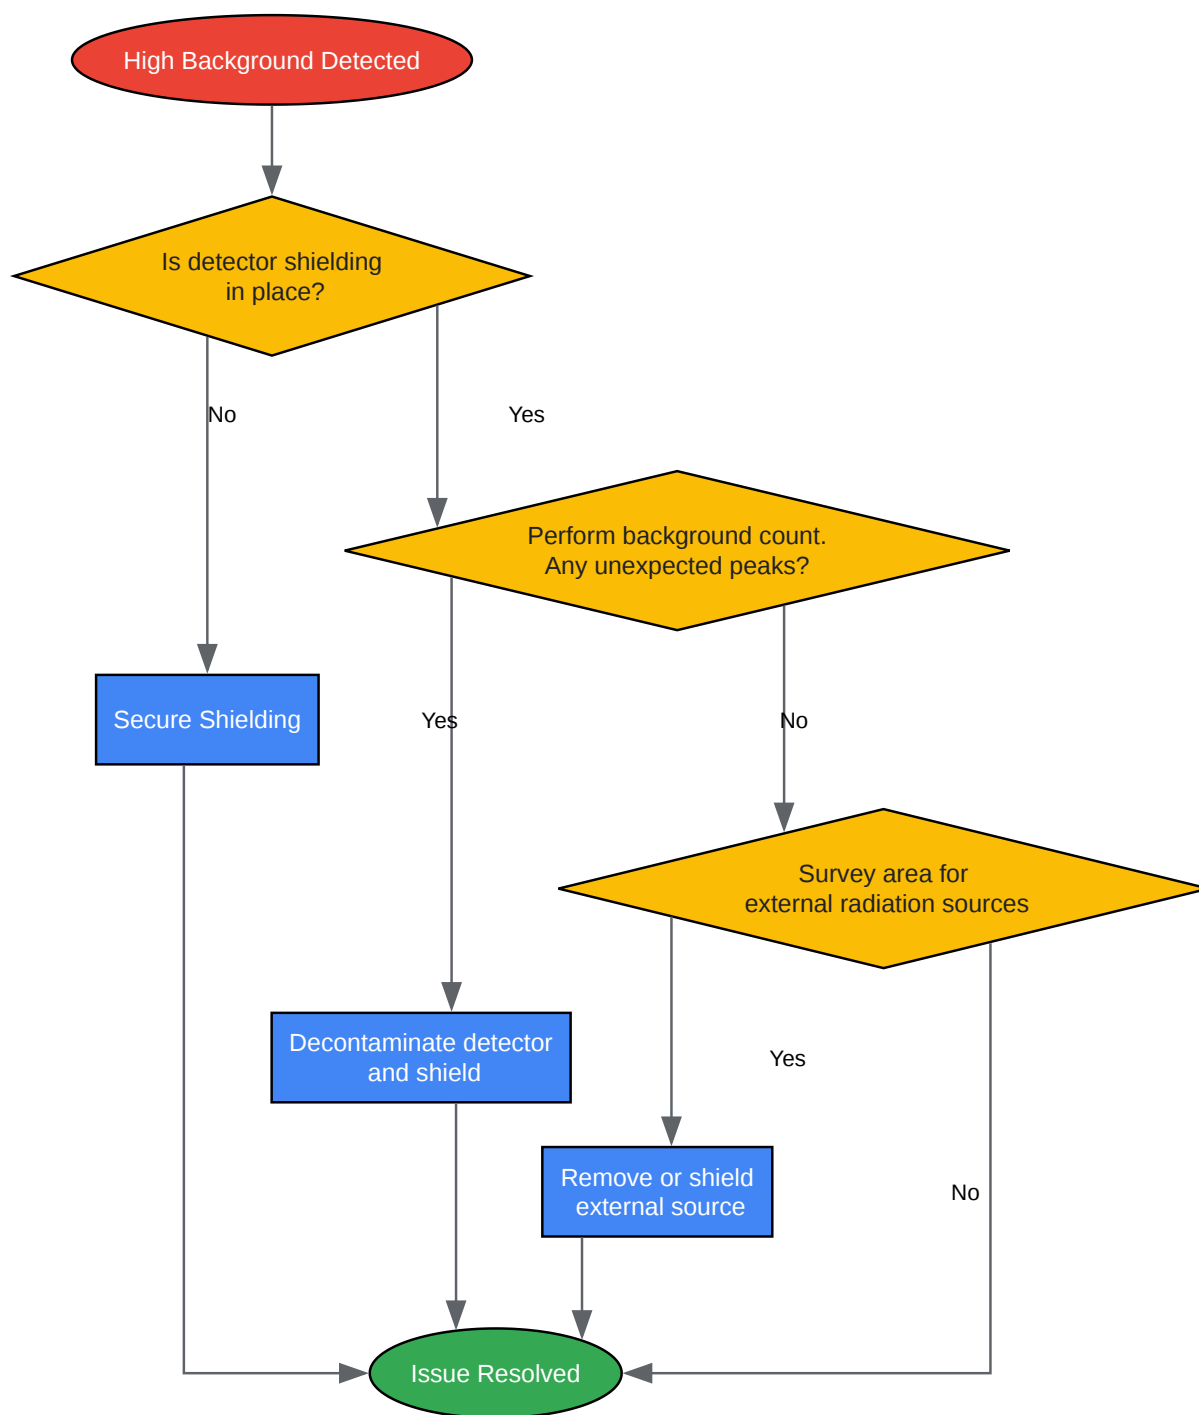 High Background Detected
Is detector shielding
in place?
No
Yes
Perform background count.
Any unexpected peaks?
Secure Shielding
Yes
No
Survey area for
external radiation sources
Decontaminate detector
and shield
Yes
Remove or shield
external source
No
Issue Resolved